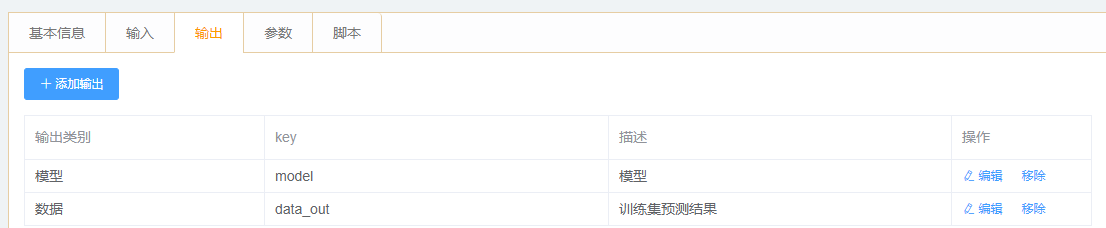 基本信息 输入 输出 参数 脚本
+ 添加输出
输出类别 key 描述 操作
模型 model 模型 编辑 移除
数据 data_out 训练集预测结果 编辑 移除